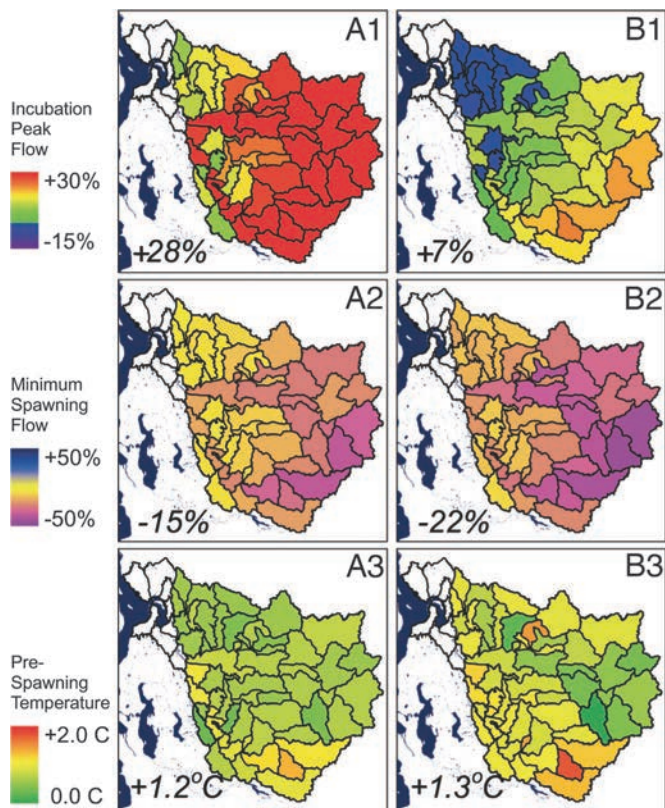 A1
B1
Incubation
Peak
Flow
+30%
-15%
+28%
+7%
A2
B2
Minimum
Spawning
Flow
+50%
-50%
-15%
-22%
A3
B3
Pre-
Spawning
Temperature
+2.0 C
0.0 C
+1.2°C
+1.3°C